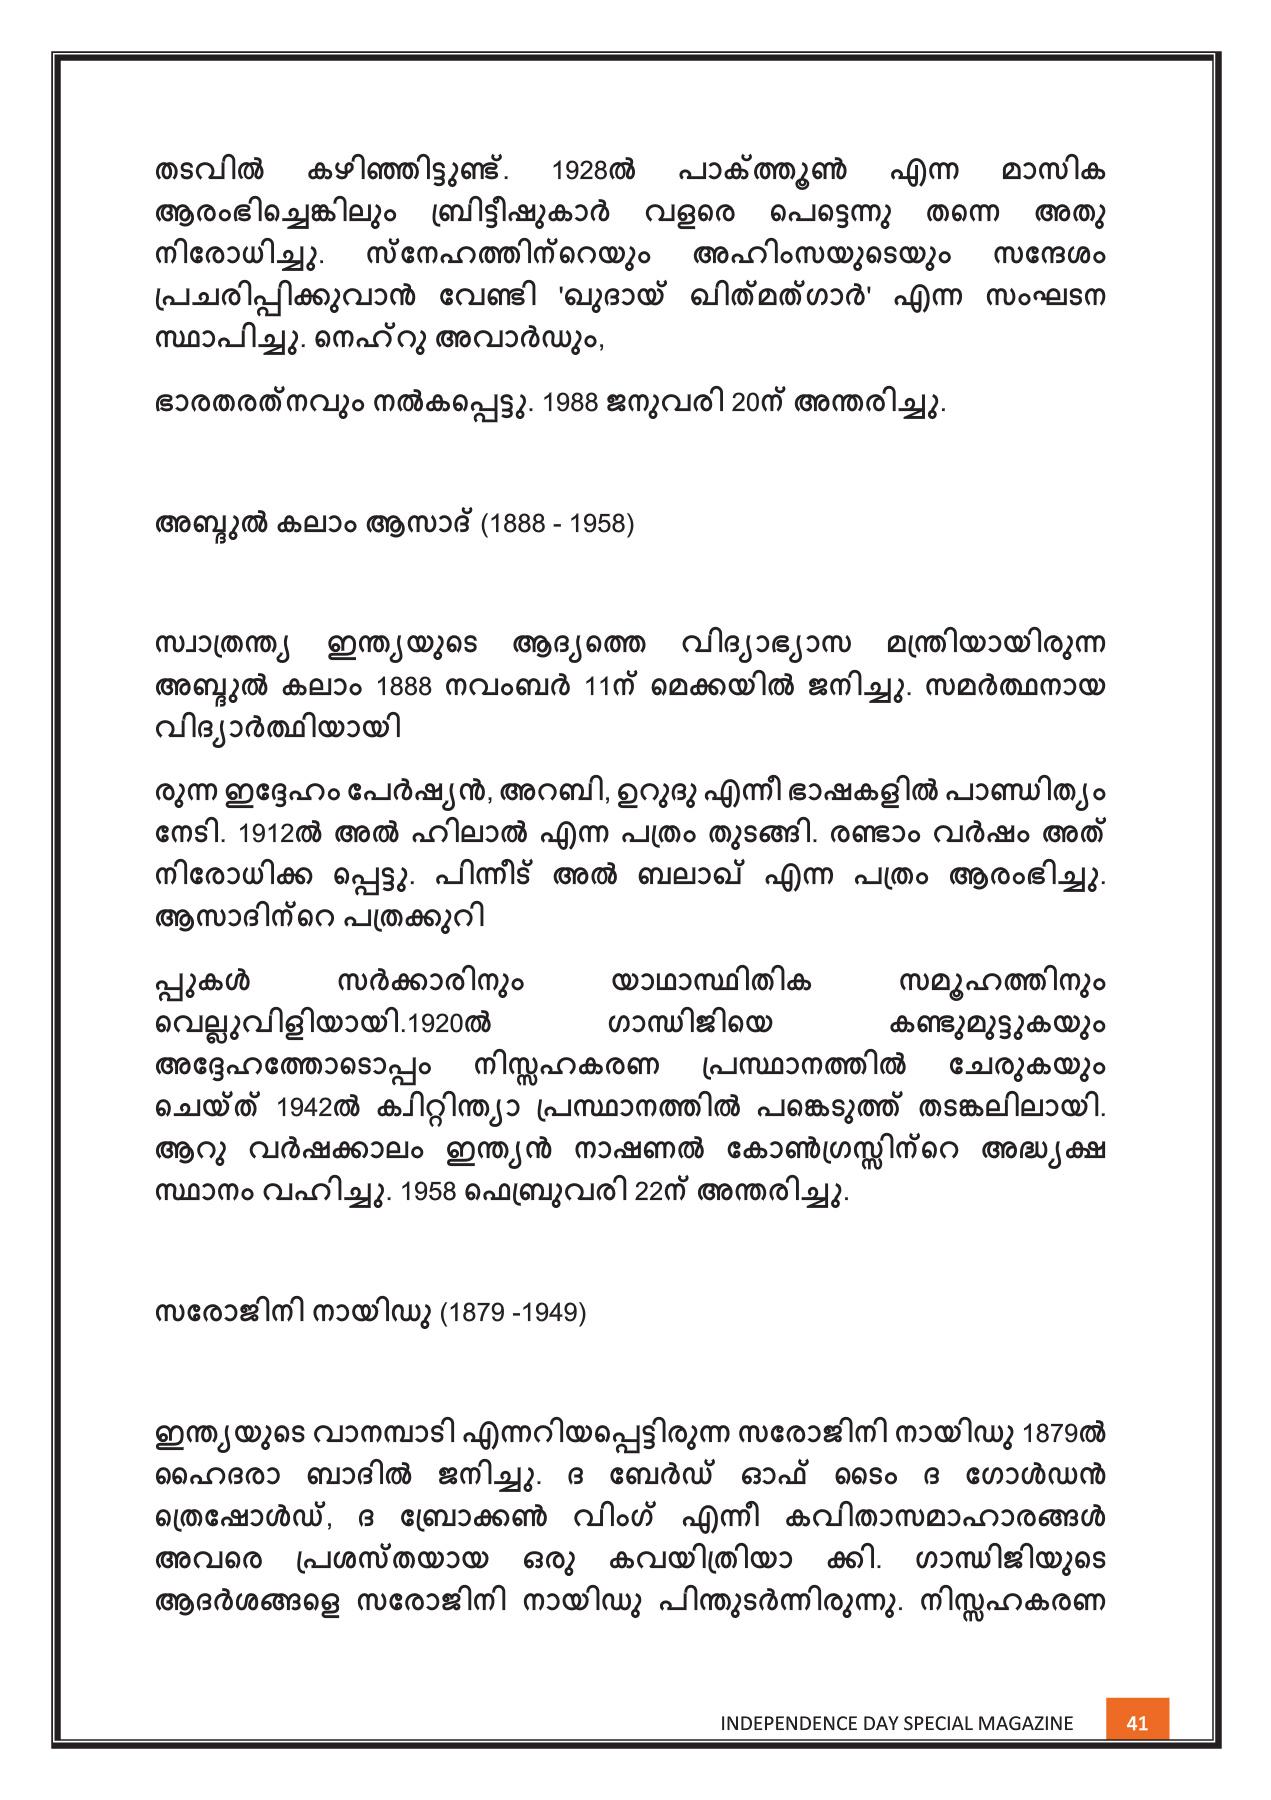 തടവിൽ കഴിഞ്ഞിട്ടുണ്ട്. 1928ൽ പാക്ത്തൂൺ എന്ന മാസിക
ആരംഭിച്ചെങ്കിലും ബ്രിട്ടീഷുകാർ വളരെ പെട്ടെന്നു തന്നെ അതു
നിരോധിച്ചു. സ്നേഹത്തിന്റെയും അഹിംസയുടെയും സന്ദേശം
പ്രചരിപ്പിക്കുവാൻ വേണ്ടി 'ഖുദായ് ഖിത്മത്ഗാർ' എന്ന സംഘടന
സ്ഥാപിച്ചു. നെഹ്റു അവാർഡും,
ഭാരതരത്നവും നൽകപ്പെട്ടു. 1988 ജനുവരി 20ന് അന്തരിച്ചു.
അബ്ദുൽ കലാം ആസാദ് (1888 - 1958)
സ്വാത്രന്ത്യ ഇന്ത്യയുടെ ആദ്യത്തെ വിദ്യാഭ്യാസ മന്ത്രിയായിരുന്ന
അബ്ദുൽ കലാം 1888 നവംബർ 11ന് മെക്കയിൽ ജനിച്ചു. സമർത്ഥനായ
വിദ്യാർത്ഥിയായി
രുന്ന ഇദ്ദേഹം പേർഷ്യൻ, അറബി, ഉറുദു എന്നീ ഭാഷകളിൽ പാണ്ഡിത്യം
നേടി. 1912ൽ അൽ ഹിലാൽ എന്ന പത്രം തുടങ്ങി. രണ്ടാം വർഷം അത്
നിരോധിക്ക പ്പെട്ടു. പിന്നീട് അൽ ബലാഖ് എന്ന പത്രം ആരംഭിച്ചു.
ആസാദിന്റെ പത്രക്കുറി
പ്പുകൾ സർക്കാരിനും യാഥാസ്ഥിതിക സമൂഹത്തിനും
വെല്ലുവിളിയായി.1920ൽ ഗാന്ധിജിയെ കണ്ടുമുട്ടുകയും
അദ്ദേഹത്തോടൊപ്പം നിസ്സഹകരണ പ്രസ്ഥാനത്തിൽ ചേരുകയും
ചെയ്ത് 1942ൽ ക്വിറ്റിന്ത്യാ പ്രസ്ഥാനത്തിൽ പങ്കെടുത്ത് തടങ്കലിലായി.
ആറു വർഷക്കാലം ഇന്ത്യൻ നാഷണൽ കോൺഗ്രസ്സിന്റെ അദ്ധ്യക്ഷ
സ്ഥാനം വഹിച്ചു. 1958 ഫെബ്രുവരി 22ന് അന്തരിച്ചു.
സരോജിനി നായിഡു (1879 -1949)
ഇന്ത്യയുടെ വാനമ്പാടി എന്നറിയപ്പെട്ടിരുന്ന സരോജിനി നായിഡു 1879ൽ
ഹൈദരാ ബാദിൽ ജനിച്ചു. ദ ബേർഡ് ഓഫ് ടൈം ദ ഗോൾഡൻ
ത്രെഷോൾഡ്, ദ ബ്രോക്കൺ വിംഗ് എന്നീ കവിതാസമാഹാരങ്ങൾ
അവരെ പ്രശസ്തയായ ഒരു കവയിത്രിയാ ക്കി. ഗാന്ധിജിയുടെ
ആദർശങ്ങളെ സരോജിനി നായിഡു പിന്തുടർന്നിരുന്നു. നിസ്സഹകരണ
INDEPENDENCE DAY SPECIAL MAGAZINE 41